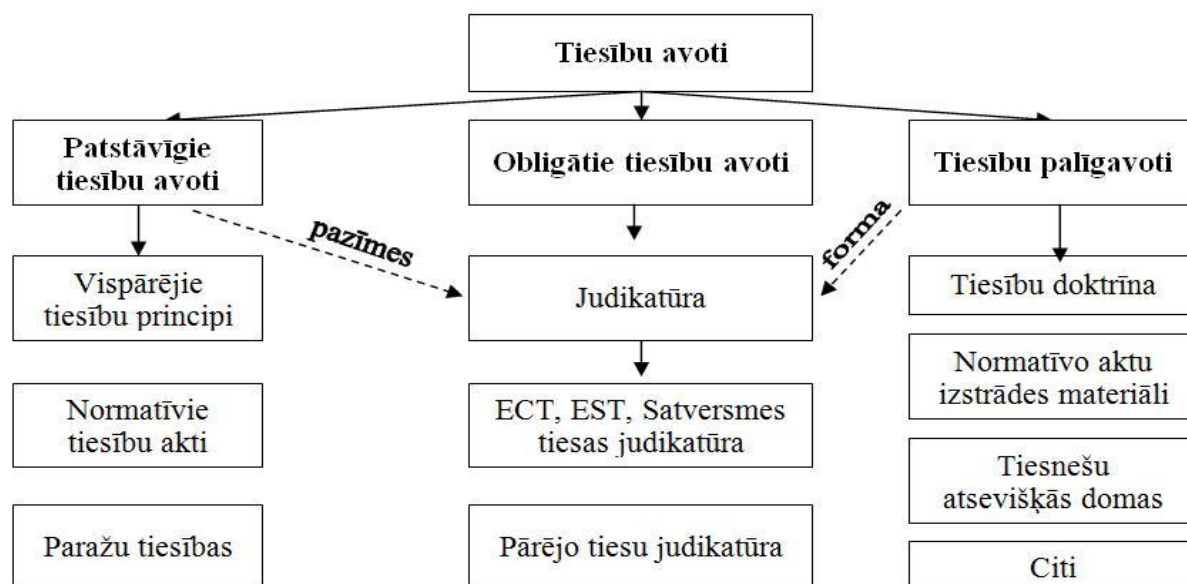 Tiesību avoti
Patstāvīgie
tiesību avoti
Obligātie tiesību avoti
Tiesību palīgavoti
pazīmes
forma
Vispārējie
tiesību principi
Judikatūra
Tiesību doktrīna
Normatīvo aktu
izstrādes materiāli
Normatīvie
tiesību akti
ECT, EST, Satversmes
tiesas judikatūra
Tiesnešu
atsevišķās domas
Paražu tiesības
Pārējo tiesu judikatūra
Citi